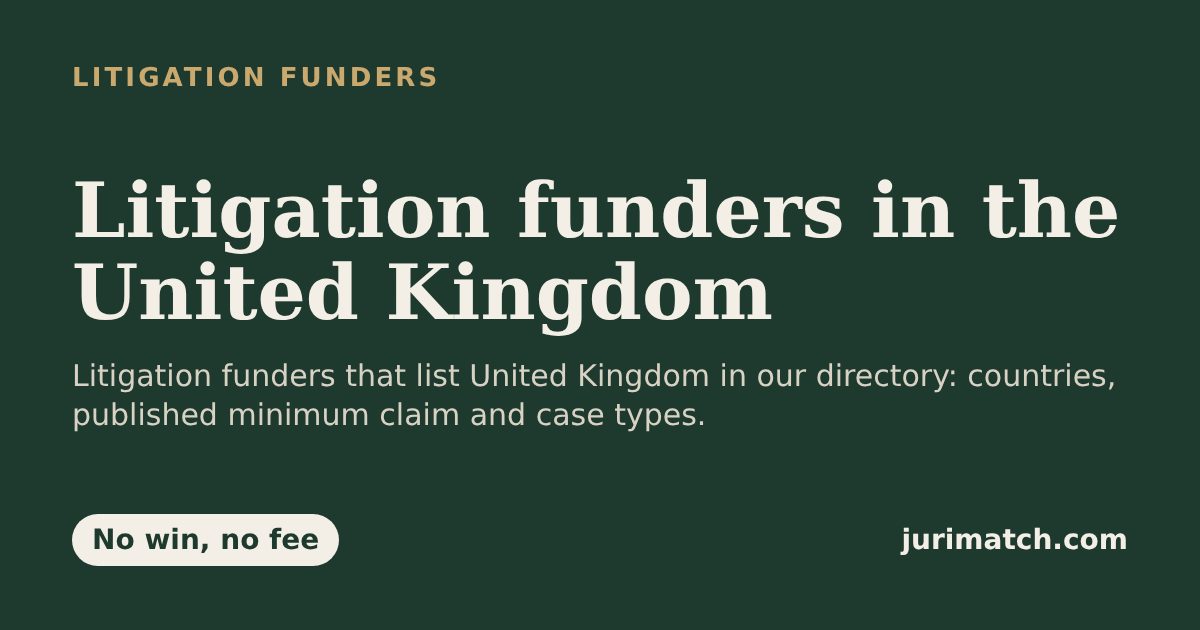 LITIGATION FUNDERS
Litigation funders in the
United Kingdom
Litigation funders that list United Kingdom in our directory: countries,
published minimum claim and case types.
No win, no fee
jurimatch.com